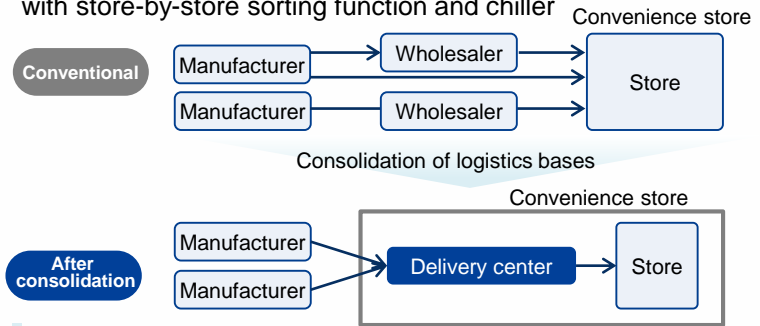 with store-by-store sorting function and chiller
Convenience store
Conventional
Manufacturer
Wholesaler
Store
Manufacturer
Wholesaler
Consolidation of logistics bases
Convenience store
After
consolidation
Manufacturer
Manufacturer
Delivery center
Store